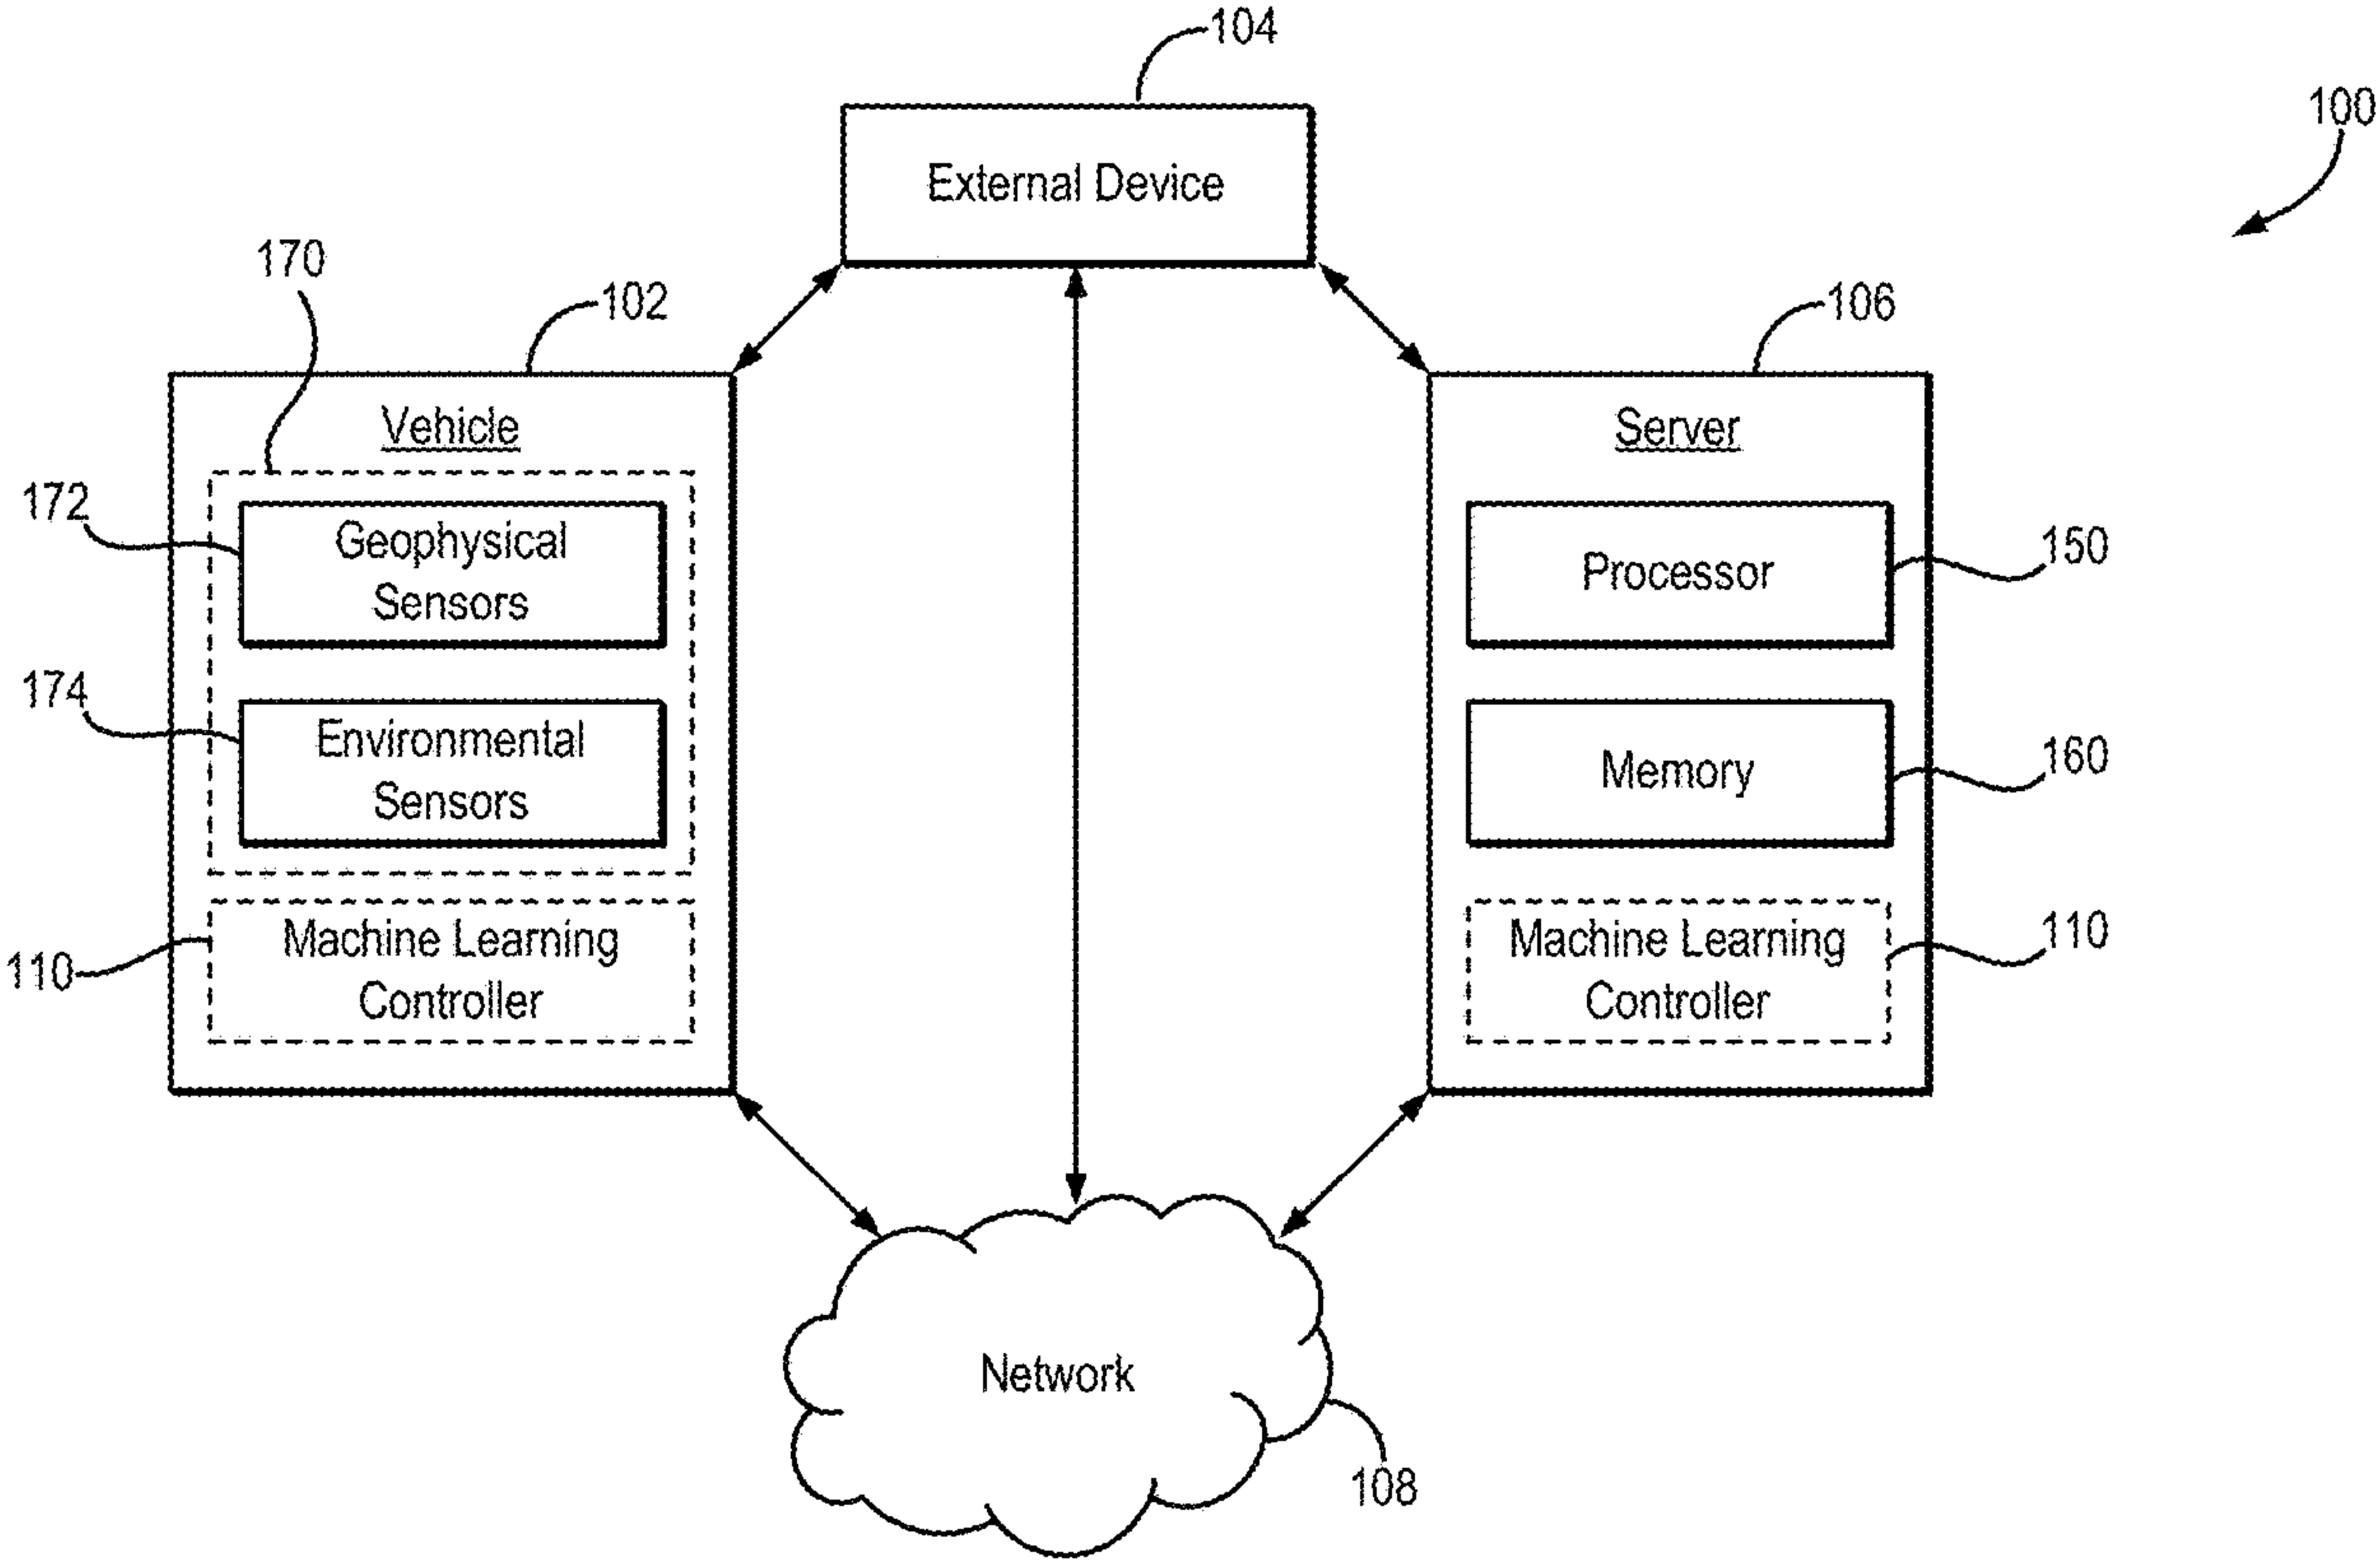 104
100
External Device
170
102
106
Vehicle
Server
172
Geophysical
Sensors
Processor
150
174
Environmental
Sensors
Memory
160
110
Machine Learning
Controller
Machine Learning
Controller
110
Network
108